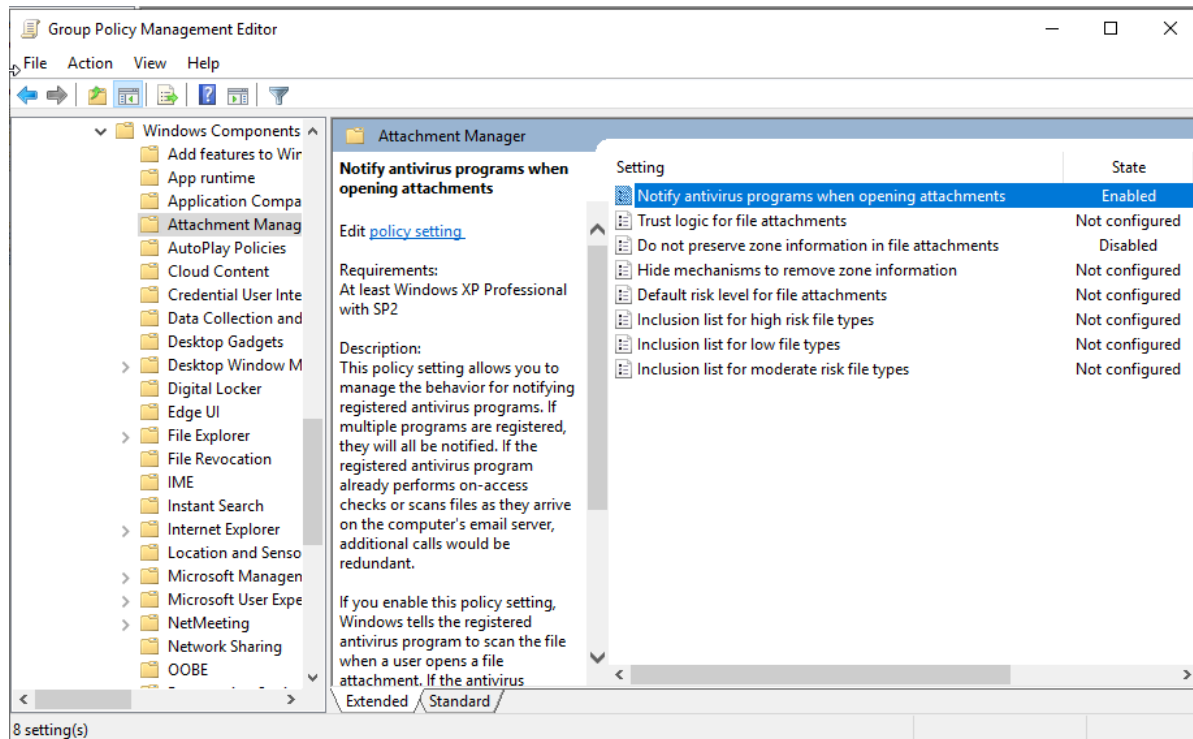 Group Policy Management Editor
File Action View Help
Windows Components
Add features to Wir
App runtime
Application Compa
Attachment Manag
AutoPlay Policies
Cloud Content
Credential User Inte
Data Collection and
Desktop Gadgets
Desktop Window M
Digital Locker
Edge UI
File Explorer
File Revocation
IME
Instant Search
Internet Explorer
Location and Senso
Microsoft Managen
Microsoft User Expe
NetMeeting
Network Sharing
OOBE
Attachment Manager
Notify antivirus programs when
opening attachments
Edit policy setting
Requirements:
At least Windows XP Professional
with SP2
Description:
This policy setting allows you to
manage the behavior for notifying
registered antivirus programs. If
multiple programs are registered,
they will all be notified. If the
registered antivirus program
already performs on-access
checks or scans files as they arrive
on the computer's email server,
additional calls would be
redundant.
If you enable this policy setting,
Windows tells the registered
antivirus program to scan the file
when a user opens a file
attachment. If the antivirus
Setting State
Notify antivirus programs when opening attachments Enabled
Trust logic for file attachments Not configured
Do not preserve zone information in file attachments Disabled
Hide mechanisms to remove zone information Not configured
Default risk level for file attachments Not configured
Inclusion list for high risk file types Not configured
Inclusion list for low file types Not configured
Inclusion list for moderate risk file types Not configured
Extended Standard
8 setting(s)